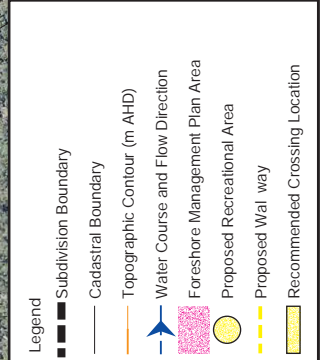 Legend
Subdivision Boundary
Cadastral Boundary
Topographic Contour (m AHD)
Water Course and Flow Direction
Foreshore Management Plan Area
Proposed Recreational Area
Proposed Wal way
Recommended Crossing Location